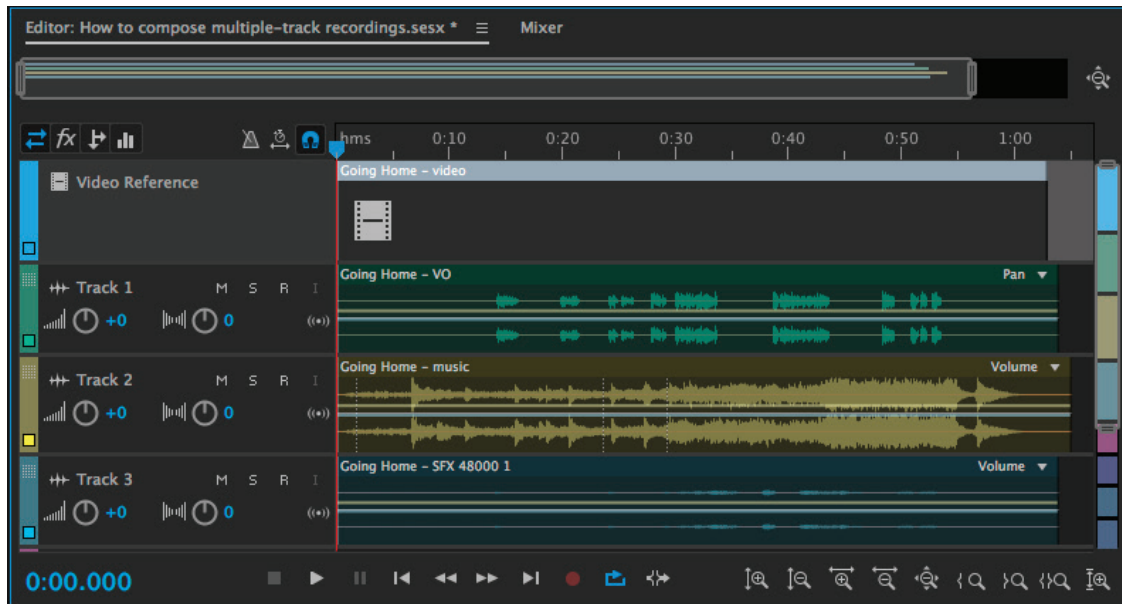 Editor: How to compose multiple-track recordings.sesx * ☰ Mixer
fx hms 0:10 0:20 0:30 0:40 0:50 1:00
Going Home – video
Video Reference
Going Home – VO Pan
Track 1 M S R I
+0 0
Going Home – music Volume
Track 2 M S R I
+0 0
Going Home – SFX 48000 1 Volume
Track 3 M S R I
+0 0
0:00.000